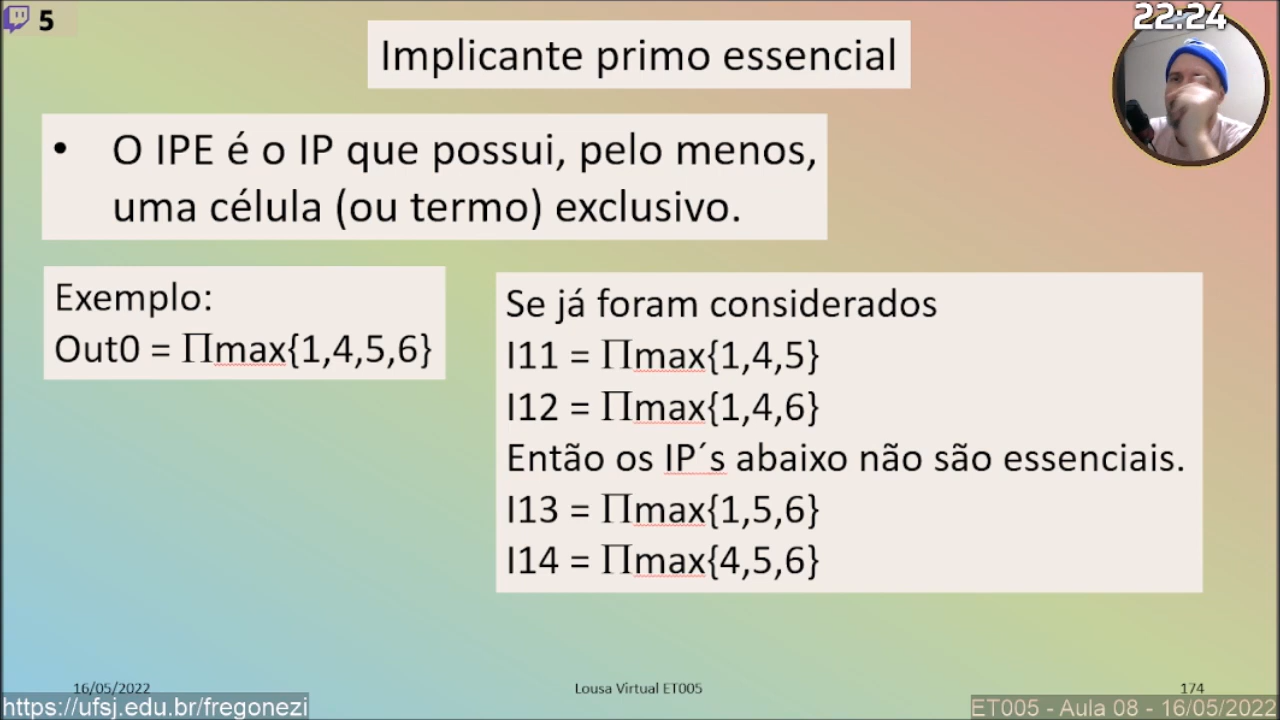 5
22:24
Implicante primo essencial
• O IPE é o IP que possui, pelo menos,
uma célula (ou termo) exclusivo.
Exemplo:
Out0 = Πmax{1,4,5,6}
Se já foram considerados
I11 = Πmax{1,4,5}
I12 = Πmax{1,4,6}
Então os IP´s abaixo não são essenciais.
I13 = Πmax{1,5,6}
I14 = Πmax{4,5,6}
16/05/2022
Lousa Virtual ET005
174
https://ufsj.edu.br/fregonezi
ET005 - Aula 08 - 16/05/2022